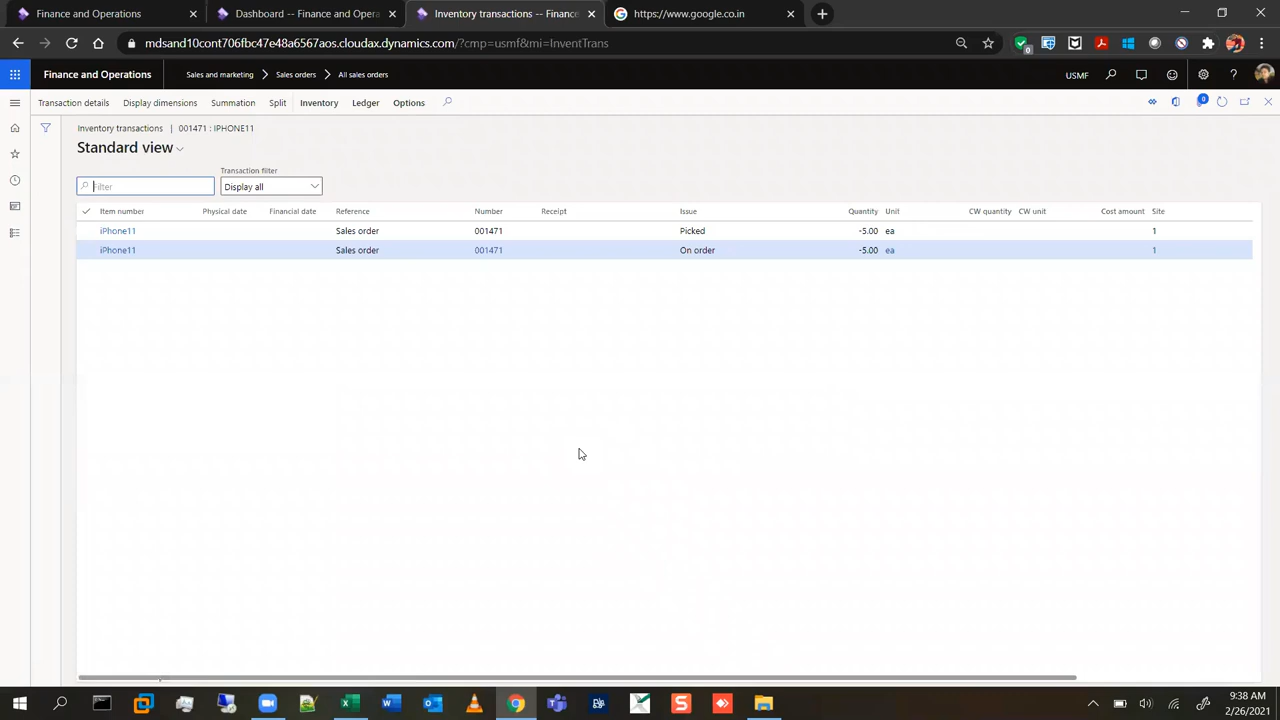 Finance and Operations
Dashboard -- Finance and Opera
Inventory transactions -- Finance
https://www.google.co.in
mdsand10cont706fbc47e48a6567aos.cloudax.dynamics.com/?cmp=usmf&mi=InventTrans
0
Finance and Operations
Sales and marketing
Sales orders
All sales orders
USMF
Transaction details
Display dimensions
Summation
Split
Inventory
Ledger
Options
0
Inventory transactions | 001471 : IPHONE11
Standard view
Transaction filter
Filter
Display all
Item number Physical date Financial date Reference Number Receipt Issue Quantity Unit CW quantity CW unit Cost amount Site
iPhone11 Sales order 001471 Picked -5.00 ea 1
iPhone11 Sales order 001471 On order -5.00 ea 1
9:38 AM
2/26/2021